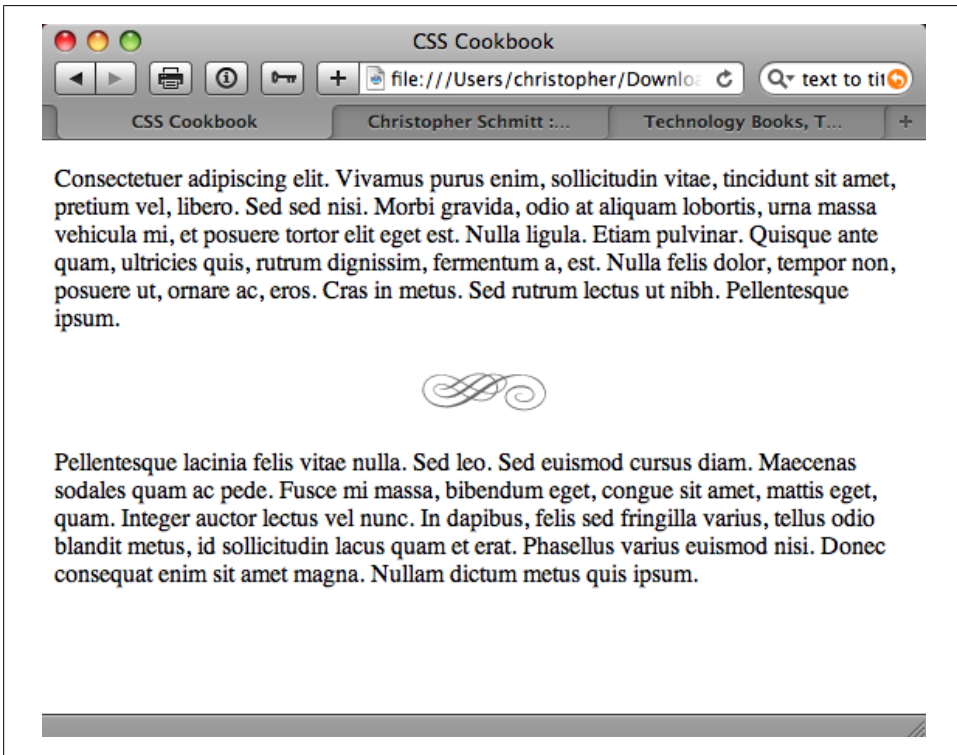 CSS Cookbook
file:///Users/christopher/Downlo
text to tit
CSS Cookbook
Christopher Schmitt :...
Technology Books, T...
Consectetuer adipiscing elit. Vivamus purus enim, sollicitudin vitae, tincidunt sit amet,
pretium vel, libero. Sed sed nisi. Morbi gravida, odio at aliquam lobortis, urna massa
vehicula mi, et posuere tortor elit eget est. Nulla ligula. Etiam pulvinar. Quisque ante
quam, ultricies quis, rutrum dignissim, fermentum a, est. Nulla felis dolor, tempor non,
posuere ut, ornare ac, eros. Cras in metus. Sed rutrum lectus ut nibh. Pellentesque
ipsum.
Pellentesque lacinia felis vitae nulla. Sed leo. Sed euismod cursus diam. Maecenas
sodales quam ac pede. Fusce mi massa, bibendum eget, congue sit amet, mattis eget,
quam. Integer auctor lectus vel nunc. In dapibus, felis sed fringilla varius, tellus odio
blandit metus, id sollicitudin lacus quam et erat. Phasellus varius euismod nisi. Donec
consequat enim sit amet magna. Nullam dictum metus quis ipsum.